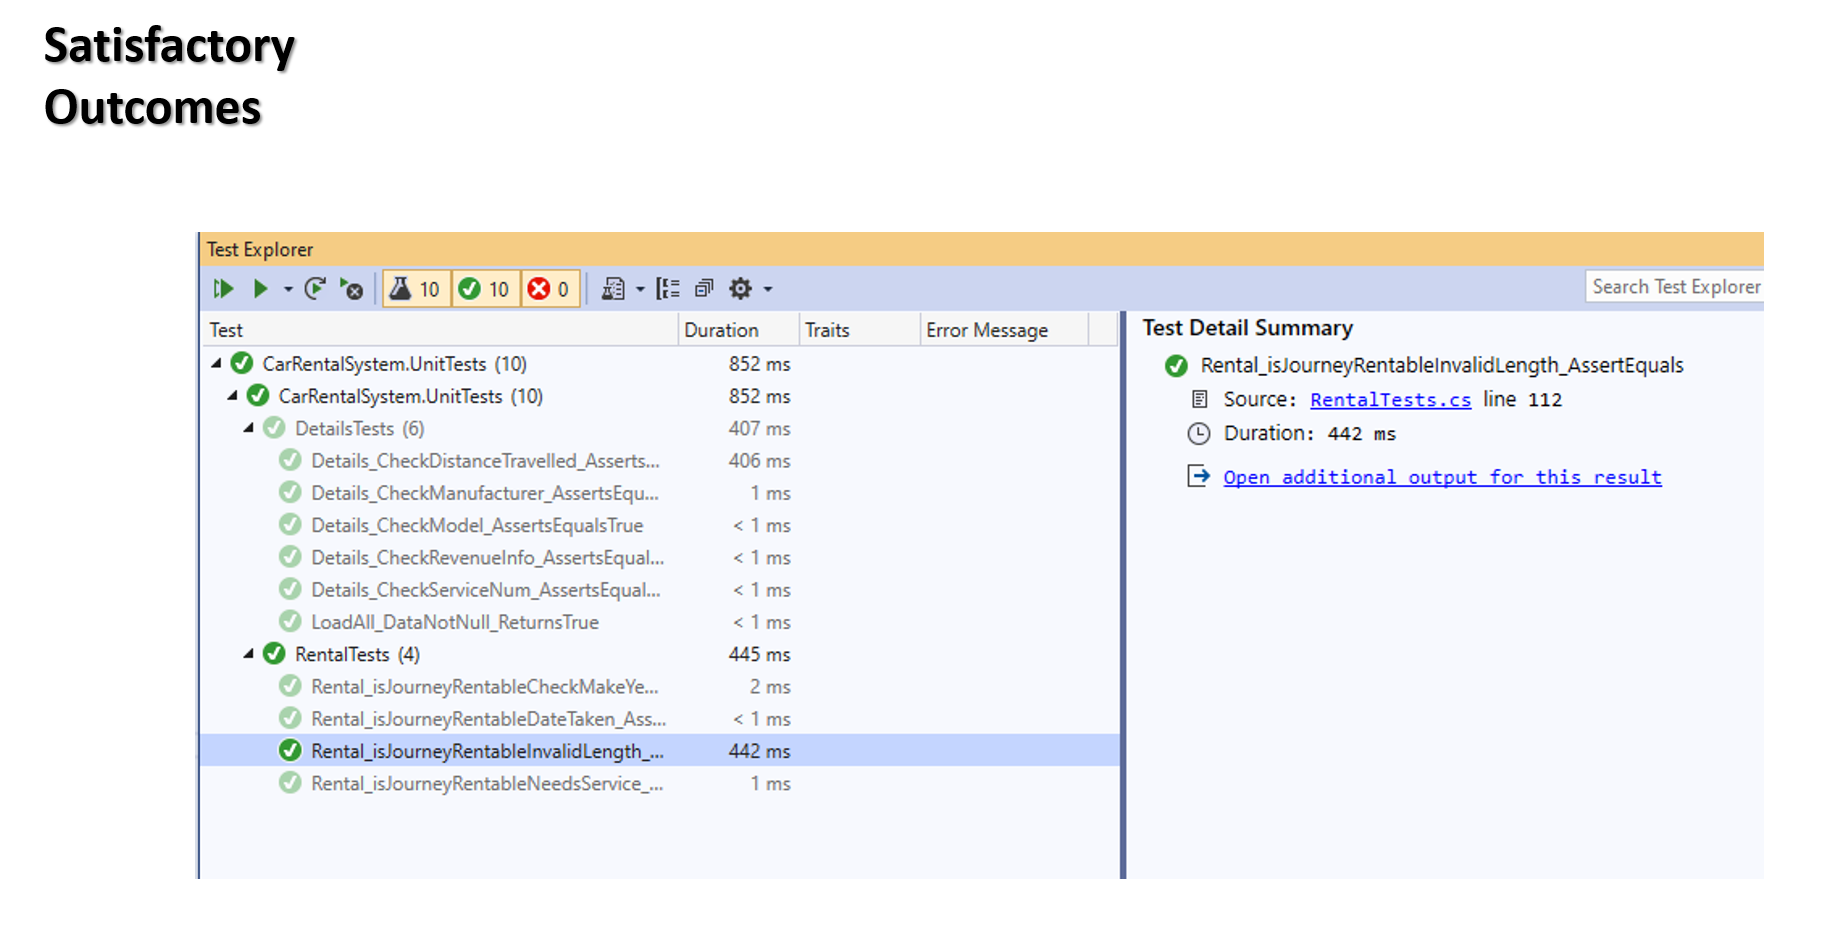 Satisfactory
Outcomes
Test Explorer
10 10 0
Search Test Explorer
Test Duration Traits Error Message
CarRentalSystem.UnitTests (10) 852 ms
CarRentalSystem.UnitTests (10) 852 ms
DetailsTests (6) 407 ms
Details_CheckDistanceTravelled_Asserts... 406 ms
Details_CheckManufacturer_AssertsEqu... 1 ms
Details_CheckModel_AssertsEqualsTrue < 1 ms
Details_CheckRevenueInfo_AssertsEqual... < 1 ms
Details_CheckServiceNum_AssertsEqual... < 1 ms
LoadAll_DataNotNull_ReturnsTrue < 1 ms
RentalTests (4) 445 ms
Rental_isJourneyRentableCheckMakeYe... 2 ms
Rental_isJourneyRentableDateTaken_Ass... < 1 ms
Rental_isJourneyRentableInvalidLength_... 442 ms
Rental_isJourneyRentableNeedsService_... 1 ms
Test Detail Summary
Rental_isJourneyRentableInvalidLength_AssertEquals
Source: RentalTests.cs line 112
Duration: 442 ms
Open additional output for this result